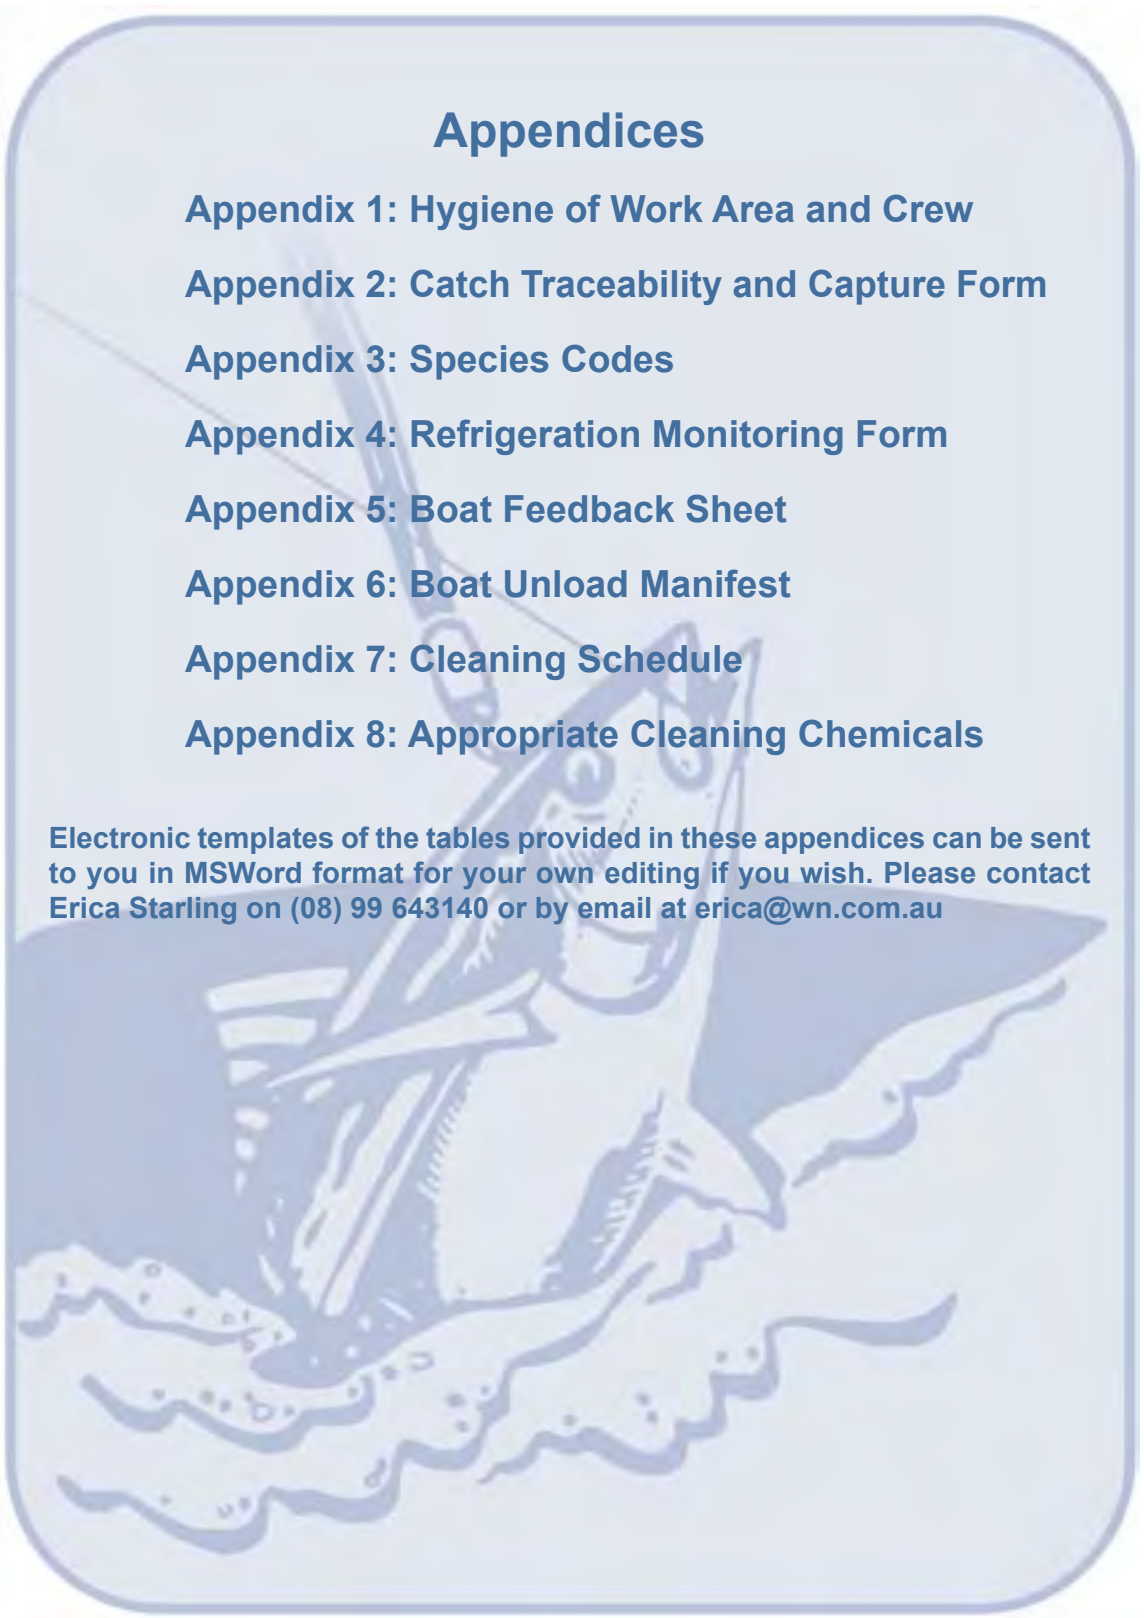 Appendices
Appendix 1: Hygiene of Work Area and Crew
Appendix 2: Catch Traceability and Capture Form
Appendix 3: Species Codes
Appendix 4: Refrigeration Monitoring Form
Appendix 5: Boat Feedback Sheet
Appendix 6: Boat Unload Manifest
Appendix 7: Cleaning Schedule
Appendix 8: Appropriate Cleaning Chemicals
Electronic templates of the tables provided in these appendices can be sent
to you in MSWord format for your own editing if you wish. Please contact
Erica Starling on (08) 99 643140 or by email at erica@wn.com.au